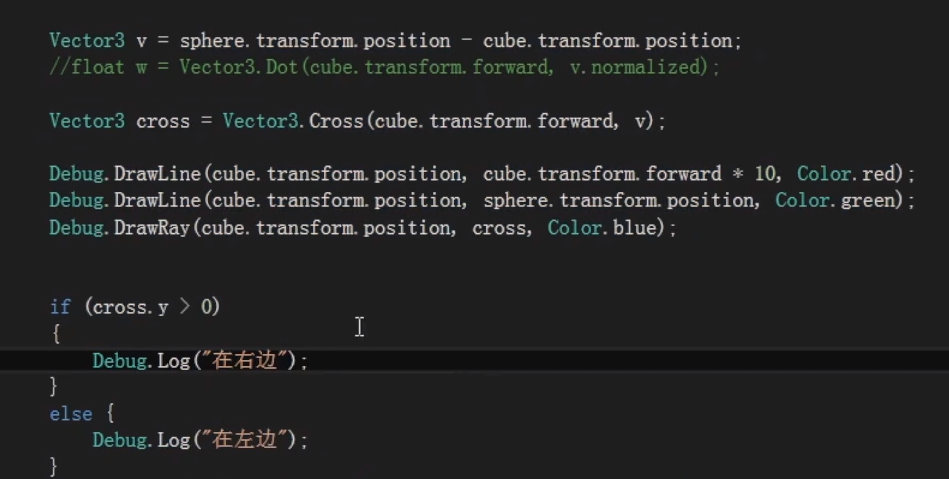 Vector3 v = sphere.transform.position - cube.transform.position;
//float w = Vector3.Dot(cube.transform.forward, v.normalized);
Vector3 cross = Vector3.Cross(cube.transform.forward, v);
Debug.DrawLine(cube.transform.position, cube.transform.forward * 10, Color.red);
Debug.DrawLine(cube.transform.position, sphere.transform.position, Color.green);
Debug.DrawRay(cube.transform.position, cross, Color.blue);
if (cross.y > 0)
{
Debug.Log("在右边");
}
else {
Debug.Log("在左边");
}